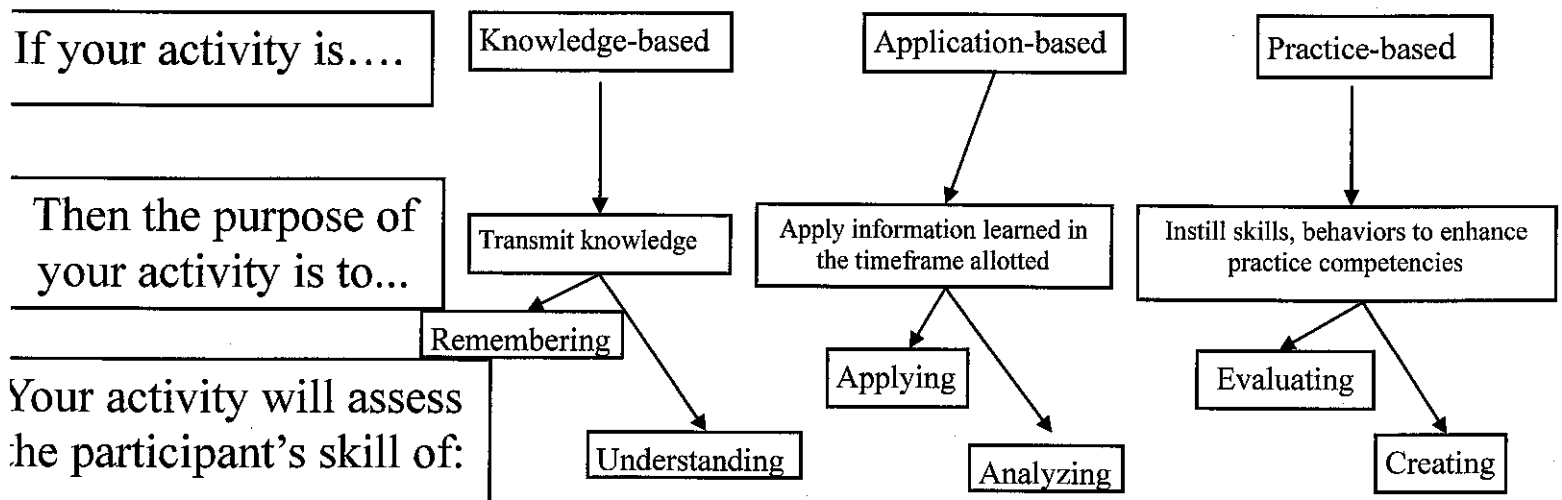 If your activity is….
Knowledge-based
Application-based
Practice-based
Then the purpose of
your activity is to...
Transmit knowledge
Apply information learned in
the timeframe allotted
Instill skills, behaviors to enhance
practice competencies
Your activity will assess
the participant's skill of:
Remembering
Understanding
Applying
Analyzing
Evaluating
Creating